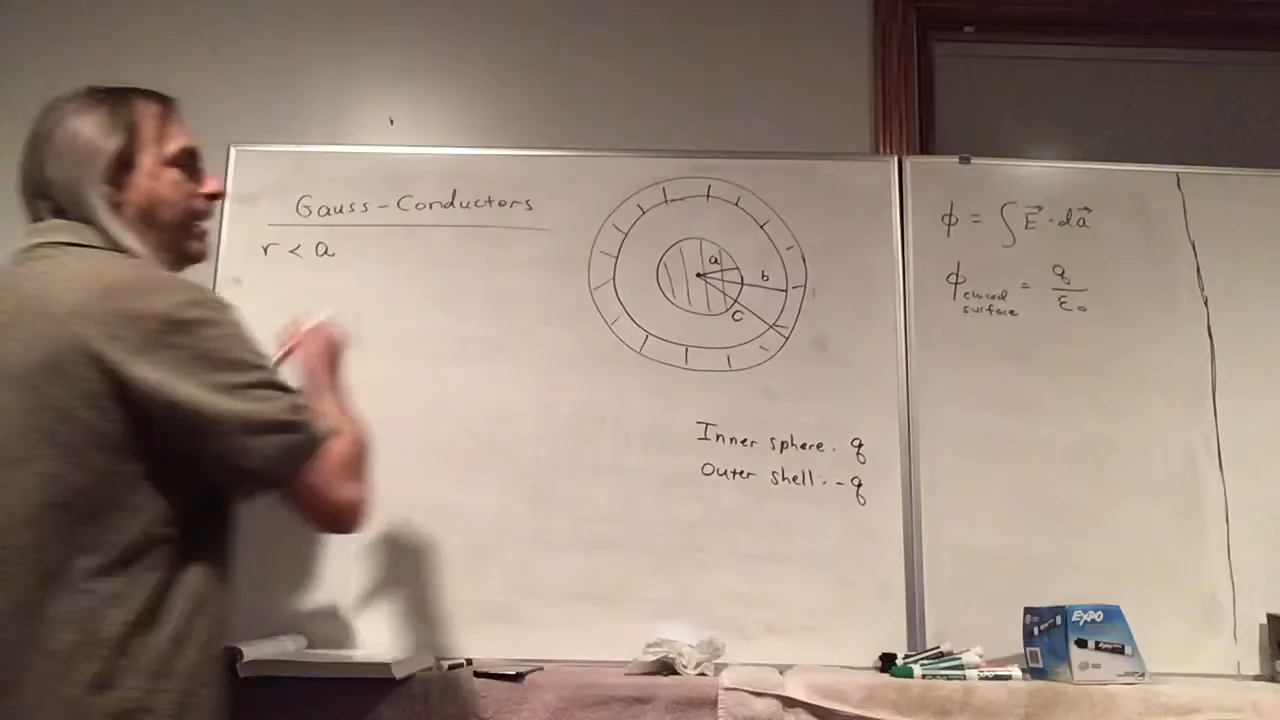 Gauss-Conductors
r < a
a
b
c
Inner sphere: q
Outer shell: -q
ϕ = ∫ E⃗ · da⃗
ϕ closed surface = q/ε₀
EXPO